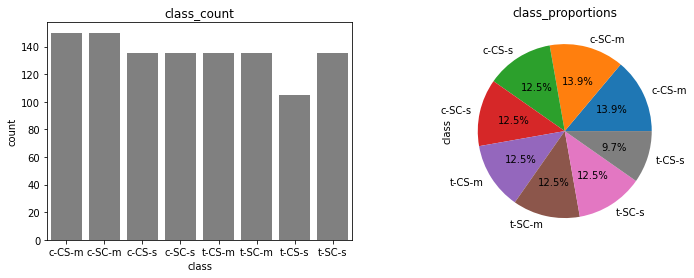 class_count
count
140
120
100
80
60
40
20
0
c-CS-m c-SC-m c-CS-s c-SC-s t-CS-m t-SC-m t-CS-s t-SC-s
class
class_proportions
class
c-CS-m
13.9%
c-SC-m
13.9%
c-CS-s
12.5%
c-SC-s
12.5%
t-CS-m
12.5%
t-SC-m
12.5%
t-SC-s
12.5%
t-CS-s
9.7%